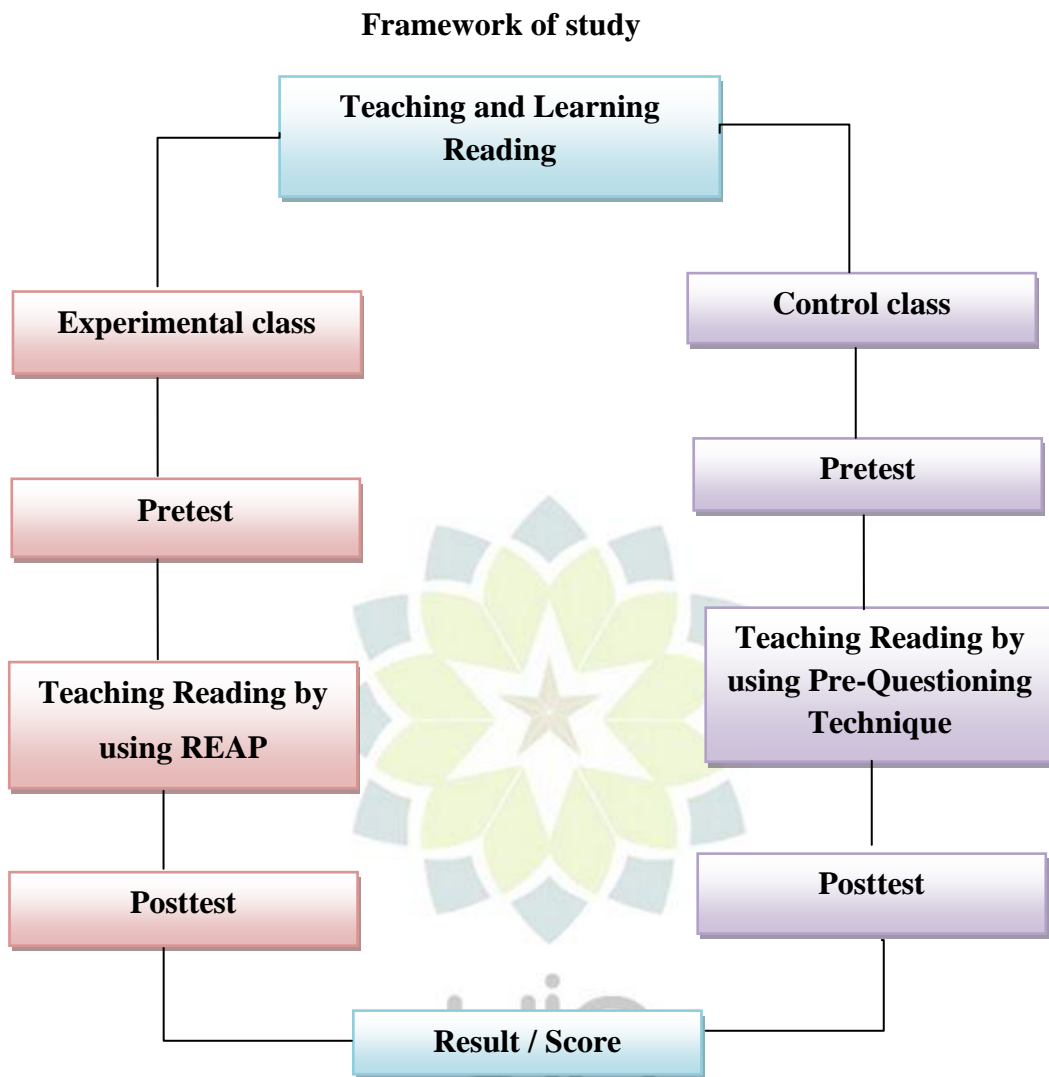 Framework of study
Teaching and Learning
Reading
Experimental class
Control class
Pretest
Pretest
Teaching Reading by
using REAP
Teaching Reading by
using Pre-Questioning
Technique
Posttest
Posttest
Result / Score